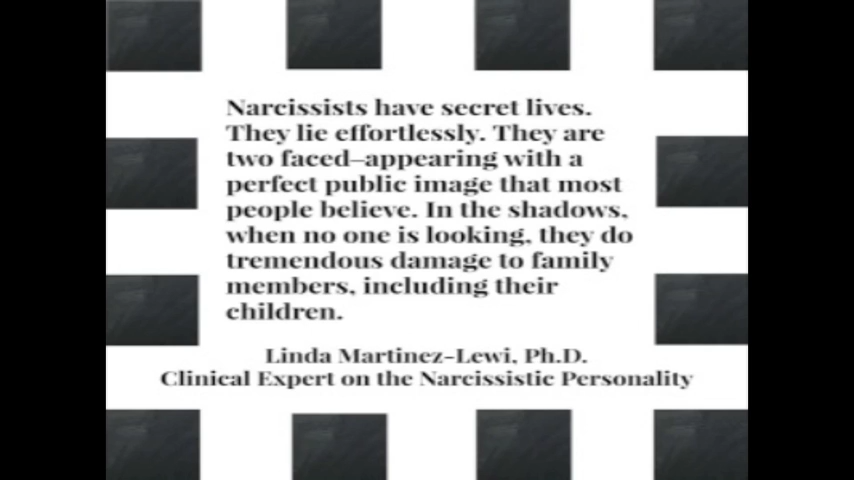 Narcissists have secret lives.
They lie effortlessly. They are
two faced–appearing with a
perfect public image that most
people believe. In the shadows,
when no one is looking, they do
tremendous damage to family
members, including their
children.
Linda Martinez-Lewi, Ph.D.
Clinical Expert on the Narcissistic Personality